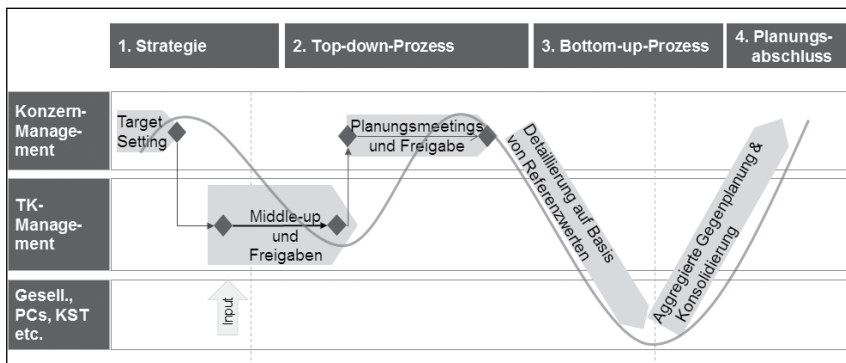 1. Strategie
2. Top-down-Prozess
3. Bottom-up-Prozess
4. Planungs-
abschluss
Konzern-
Manage-
ment
Target
Setting
Planungsmeetings
und Freigabe
TK-
Manage-
ment
Middle-up
und
Freigaben
Detaillierung auf Basis
von Referenzwerten
Aggregierte Gegenplanung &
Konsolidierung
Gesell.,
PCs, KST
etc.
Input